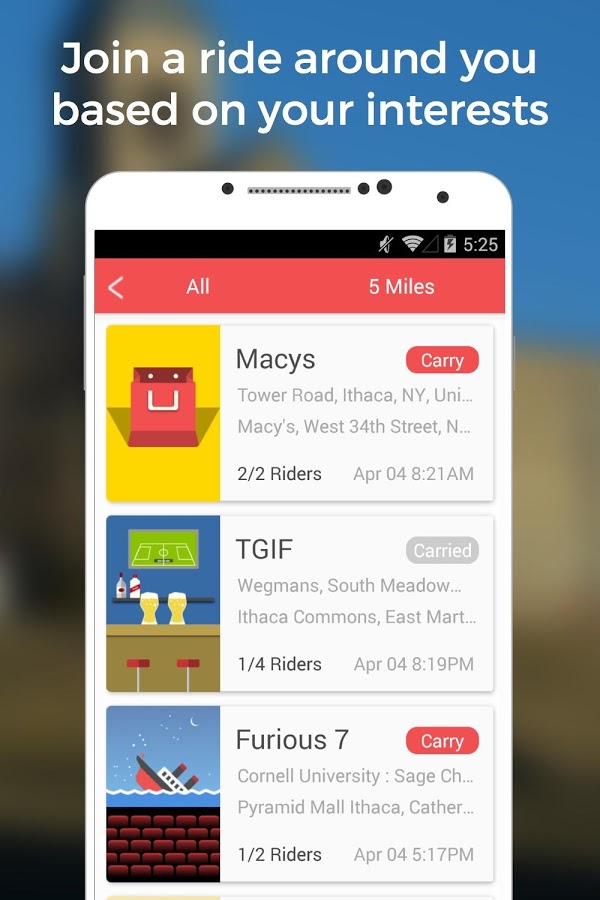 Join a ride around you
based on your interests
5:25
All
5 Miles
Macys
Carry
Tower Road, Ithaca, NY, Uni...
Macy's, West 34th Street, N...
2/2 Riders
Apr 04 8:21AM
TGIF
Carried
Wegmans, South Meadow...
Ithaca Commons, East Mart...
1/4 Riders
Apr 04 8:19PM
Furious 7
Carry
Cornell University : Sage Ch...
Pyramid Mall Ithaca, Cather...
1/2 Riders
Apr 04 5:17PM